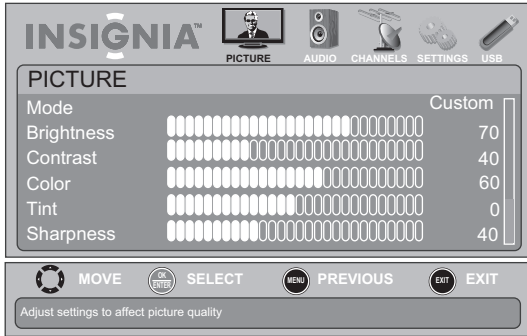 INSIGNIA™
PICTURE AUDIO CHANNELS SETTINGS USB
PICTURE
Mode Custom
Brightness 70
Contrast 40
Color 60
Tint 0
Sharpness 40
MOVE OK ENTER SELECT MENU PREVIOUS EXIT EXIT
Adjust settings to affect picture quality